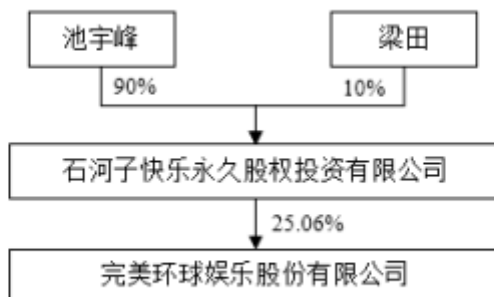 池宇峰
梁田
90%
10%
石河子快乐永久股权投资有限公司
25.06%
完美环球娱乐股份有限公司